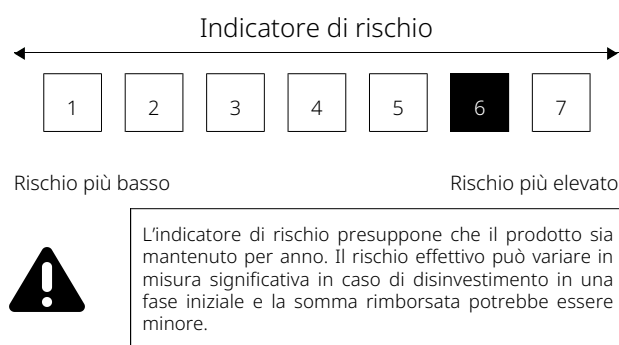 Indicatore di rischio
1 2 3 4 5 6 7
Rischio più basso Rischio più elevato
L'indicatore di rischio presuppone che il prodotto sia
mantenuto per anno. Il rischio effettivo può variare in
misura significativa in caso di disinvestimento in una
fase iniziale e la somma rimborsata potrebbe essere
minore.